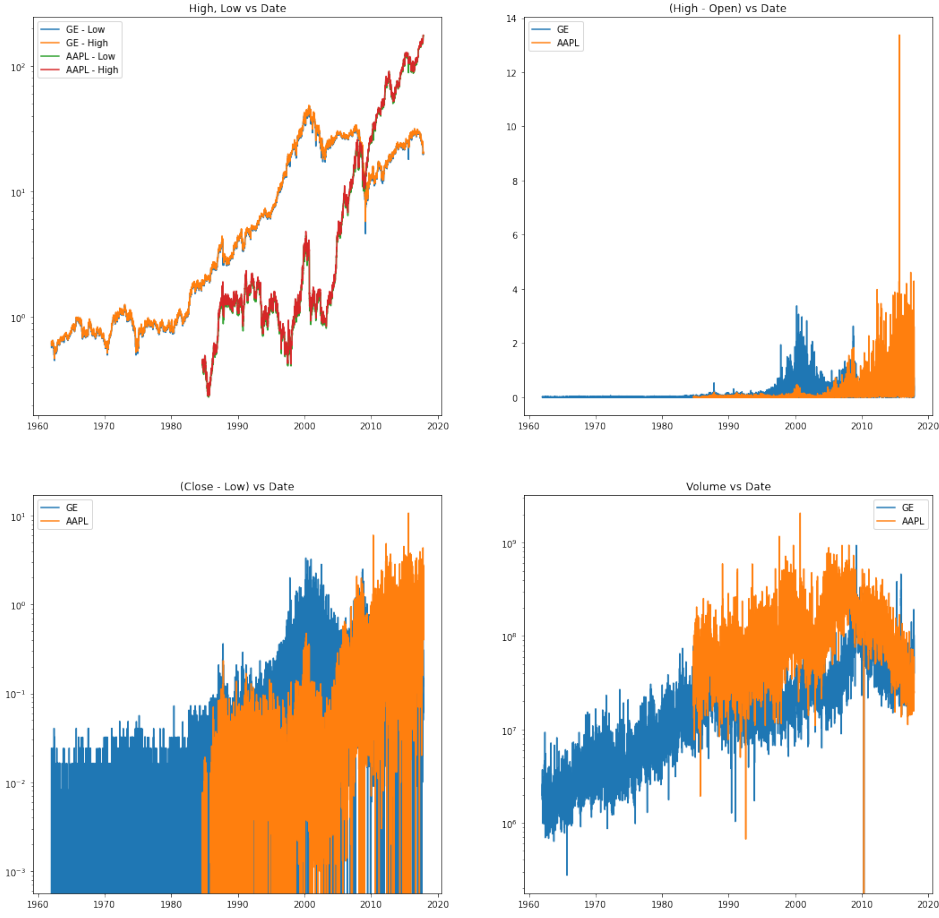 High, Low vs Date
GE - Low
GE - High
AAPL - Low
AAPL - High
10²
10¹
10⁰
1960 1970 1980 1990 2000 2010 2020
(High - Open) vs Date
GE
AAPL
14
12
10
8
6
4
2
0
1960 1970 1980 1990 2000 2010 2020
(Close - Low) vs Date
GE
AAPL
10¹
10⁰
10⁻¹
10⁻²
10⁻³
1960 1970 1980 1990 2000 2010 2020
Volume vs Date
GE
AAPL
10⁹
10⁸
10⁷
10⁶
1960 1970 1980 1990 2000 2010 2020